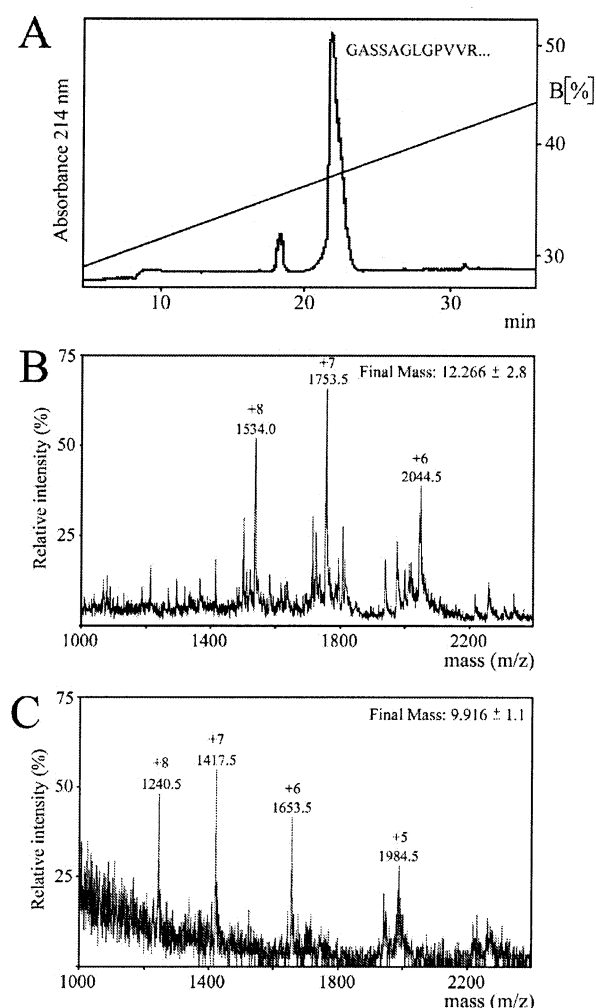 A
GASSAGLGPVVR...
50
B[%]
40
30
Absorbance 214 nm
10
20
30
min
B
75
+7
1753.5
Final Mass: 12.266 ± 2.8
+8
1534.0
50
+6
2044.5
25
Relative intensity (%)
1000
1400
1800
2200
mass (m/z)
C
75
Final Mass: 9.916 ± 1.1
+7
1417.5
+8
1240.5
50
+6
1653.5
+5
1984.5
25
Relative intensity (%)
1000
1400
1800
2200
mass (m/z)